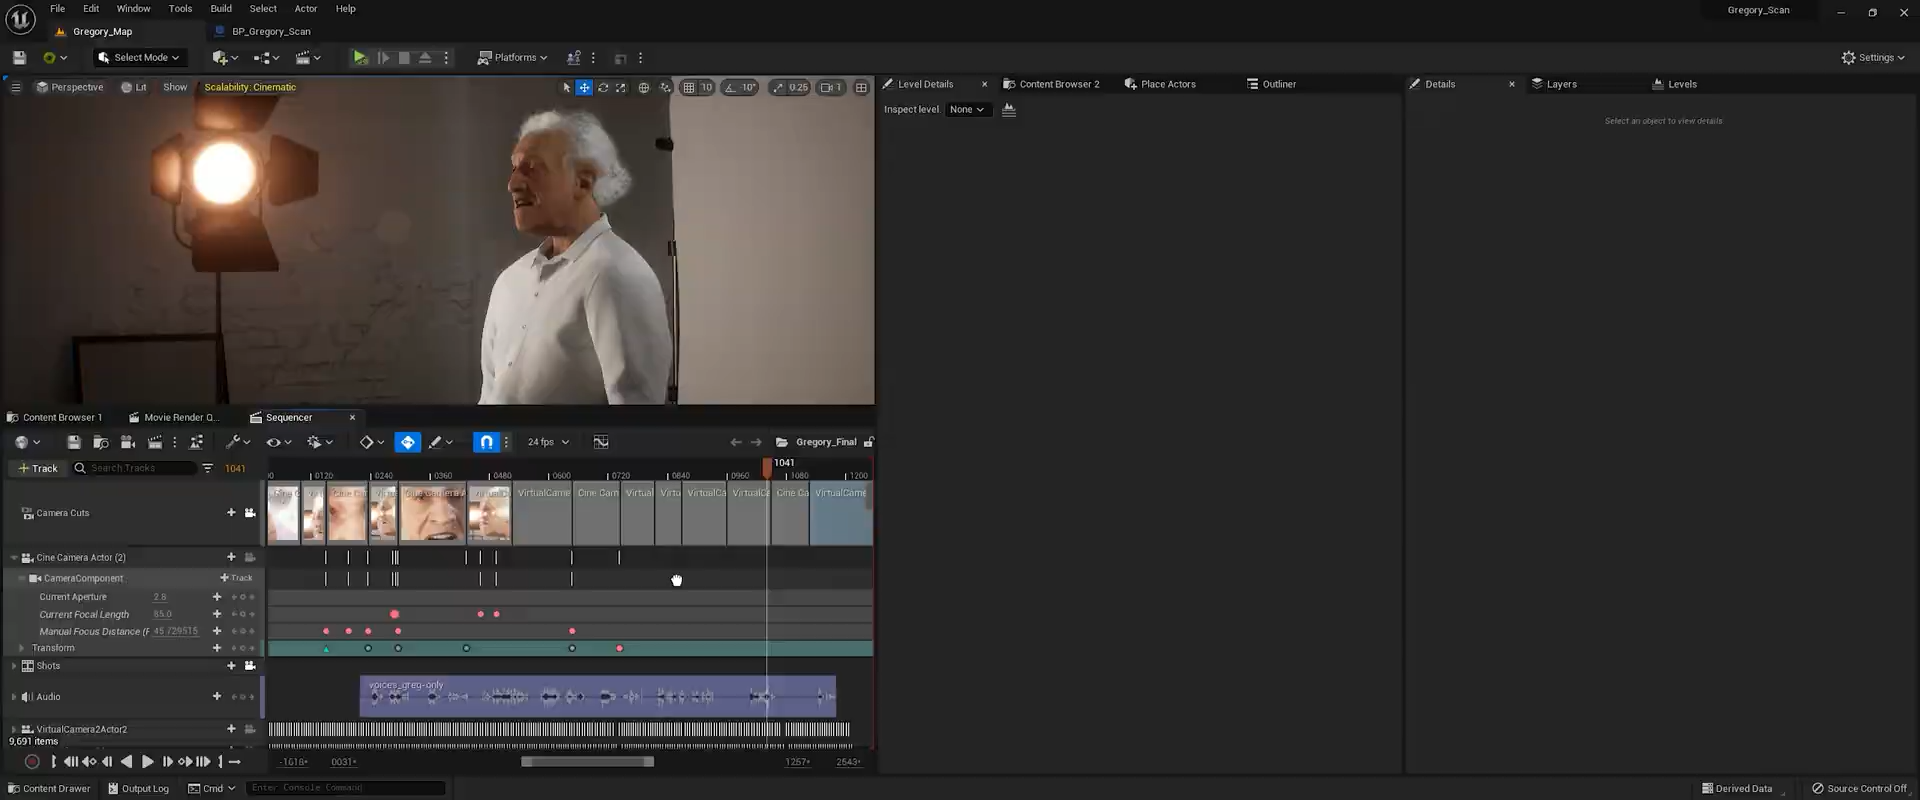 File Edit Window Tools Build Select Actor Help
Gregory_Scan
Gregory_Map BP_Gregory_Scan
Select Mode Platforms Settings
Perspective Lit Show Scalability: Cinematic 10 10° 0.25 1
Level Details Content Browser 2 Place Actors Outliner Details Layers Levels
Inspect level None
Select an object to view details.
Content Browser 1 Movie Render Q... Sequencer
24 fps Gregory_Final
Track Search Tracks 1041
1041
0120 0240 0360 0480 0600 0720 0840 0960 1080 1200
Camera Cuts VirtualCame Cine Cam Virtual Virtu VirtualCa VirtualCa Cine Ca VirtualCame
Cine Camera Actor (2)
CameraComponent Track
Current Aperture 2.8
Current Focal Length 85.0
Manual Focus Distance (F 45.729515
Transform
Shots
voices_greg-only
Audio
VirtualCamera2Actor2
9,691 items
-1618* 0031* 1257* 2543*
Content Drawer Output Log Cmd Enter Console Command Derived Data Source Control Off